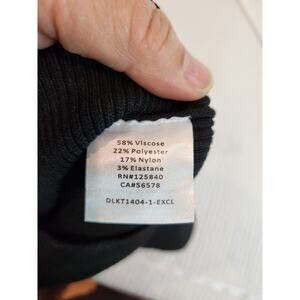 58% Viscose
22% Polyester
17% Nylon
3% Elastane
RN#125840
CA#56578
DLKT1404-1-EXCL